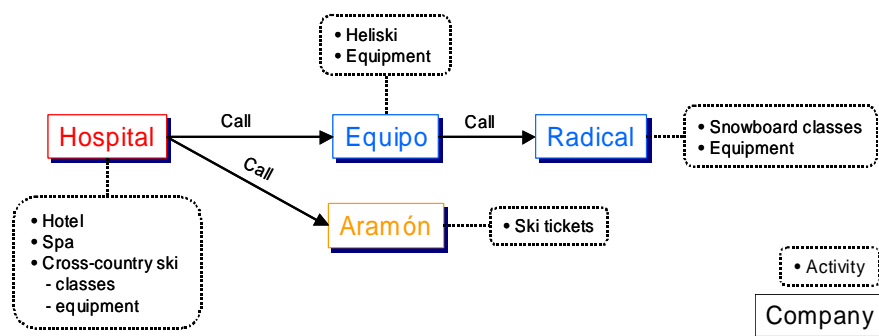 • Heliski
• Equipment
Hospital
Call
Equipo
Call
Radical
• Snowboard classes
• Equipment
Call
• Hotel
• Spa
• Cross-country ski
- classes
- equipment
Aramón
• Ski tickets
• Activity
Company